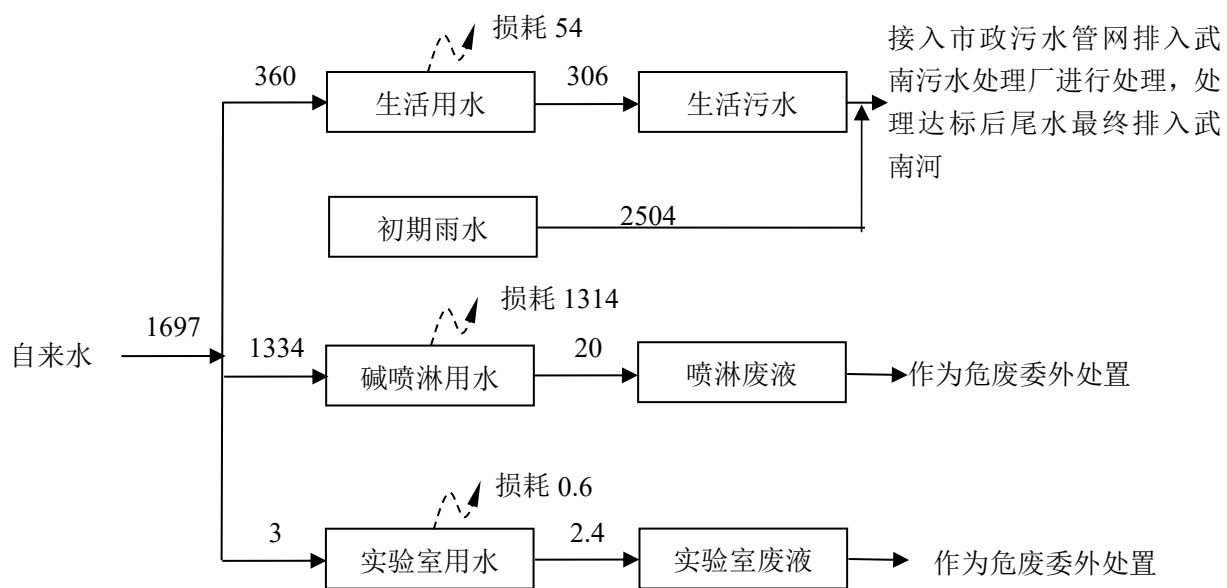 损耗 54
接入市政污水管网排入武
南污水处理厂进行处理，处
理达标后尾水最终排入武
南河
360
生活用水
306
生活污水
初期雨水
2504
损耗 1314
自来水
1697
1334
碱喷淋用水
20
喷淋废液
作为危废委外处置
损耗 0.6
3
实验室用水
2.4
实验室废液
作为危废委外处置